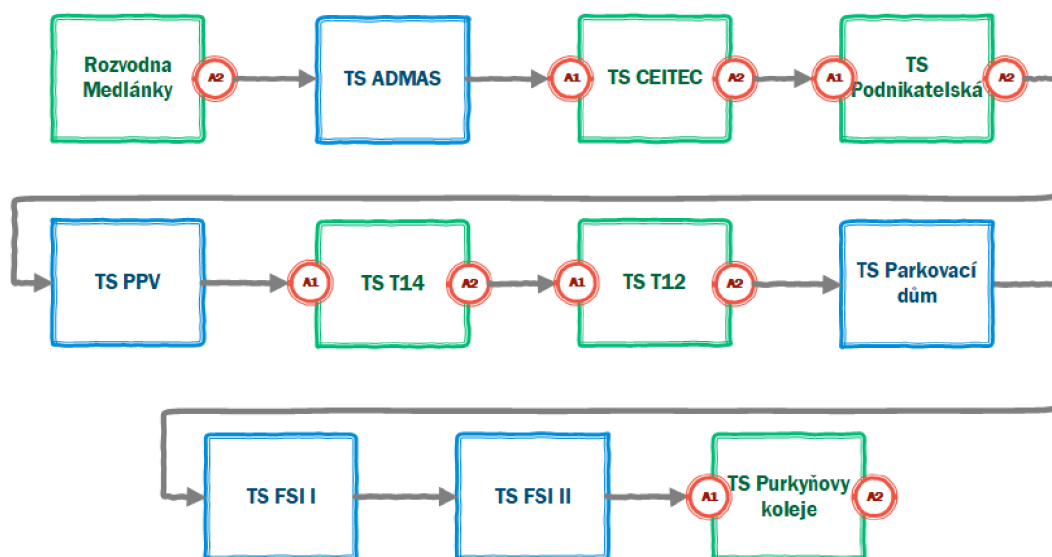 Rozvodna
Medlánky
A2
TS ADMAS
A1
TS CEITEC
A2
A1
TS
Podnikatelská
A2
TS PPV
A1
TS T14
A2
A1
TS T12
A2
TS Parkovací
dům
TS FSI I
TS FSI II
A1
TS Purkyňovy
koleje
A2